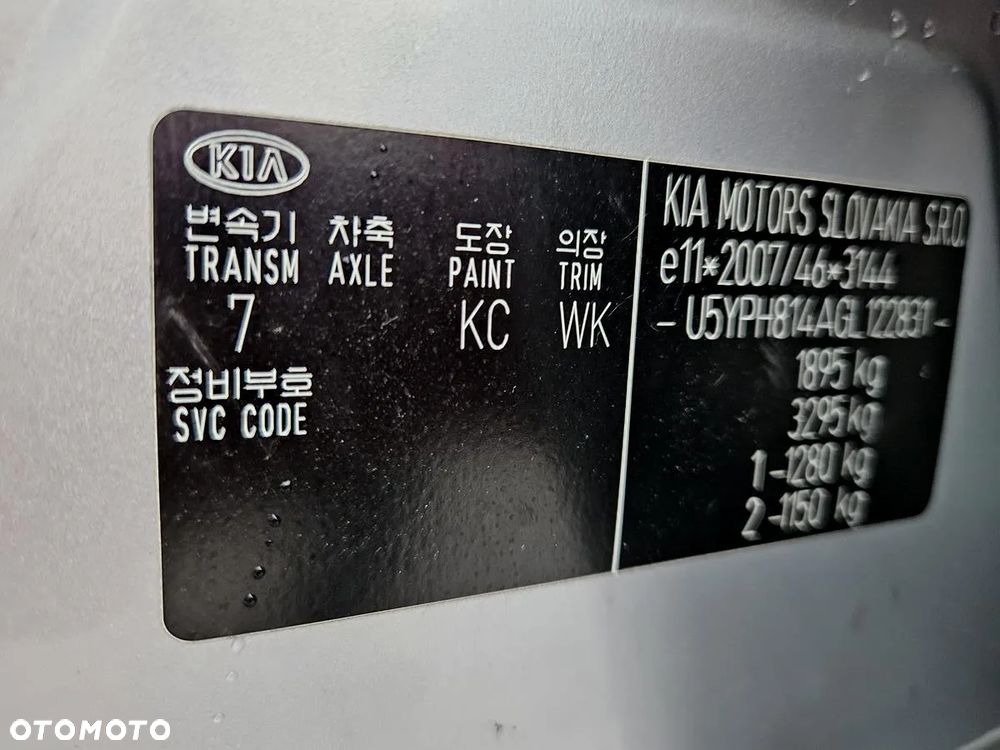 KIA
변속기 차축 도장 의장
TRANSM AXLE PAINT TRIM
7 KC WK
정비부호
SVC CODE
KIA MOTORS SLOVAKIA S.R.O.
e11*2007/46*3144
- U5YPH814AGL122831 -
1895 kg
3295 kg
1 - 1280 kg
2 - 1150 kg
OTOMOTO